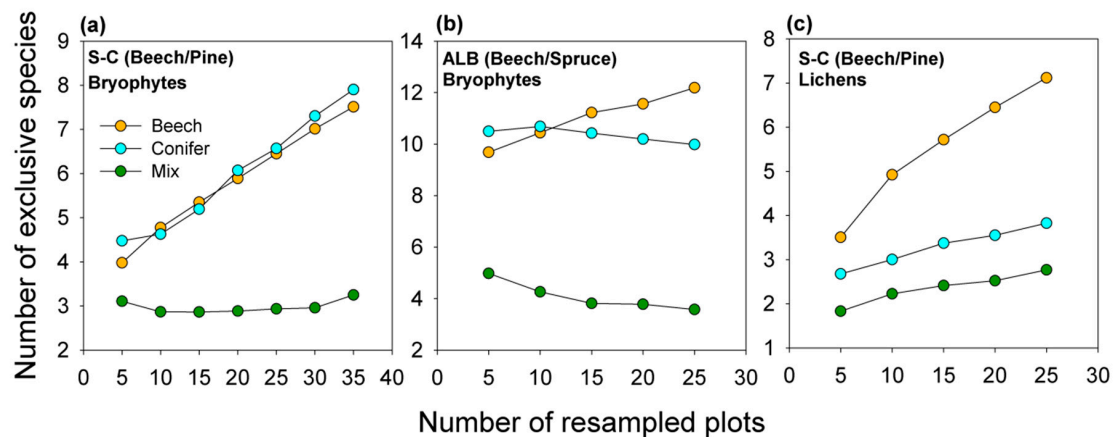 Number of exclusive species
(a)
S-C (Beech/Pine)
Bryophytes
Beech
Conifer
Mix
9
8
7
6
5
4
3
2
0 5 10 15 20 25 30 35 40
(b)
ALB (Beech/Spruce)
Bryophytes
14
12
10
8
6
4
2
0 5 10 15 20 25 30
(c)
S-C (Beech/Pine)
Lichens
8
7
6
5
4
3
2
1
0 5 10 15 20 25 30
Number of resampled plots